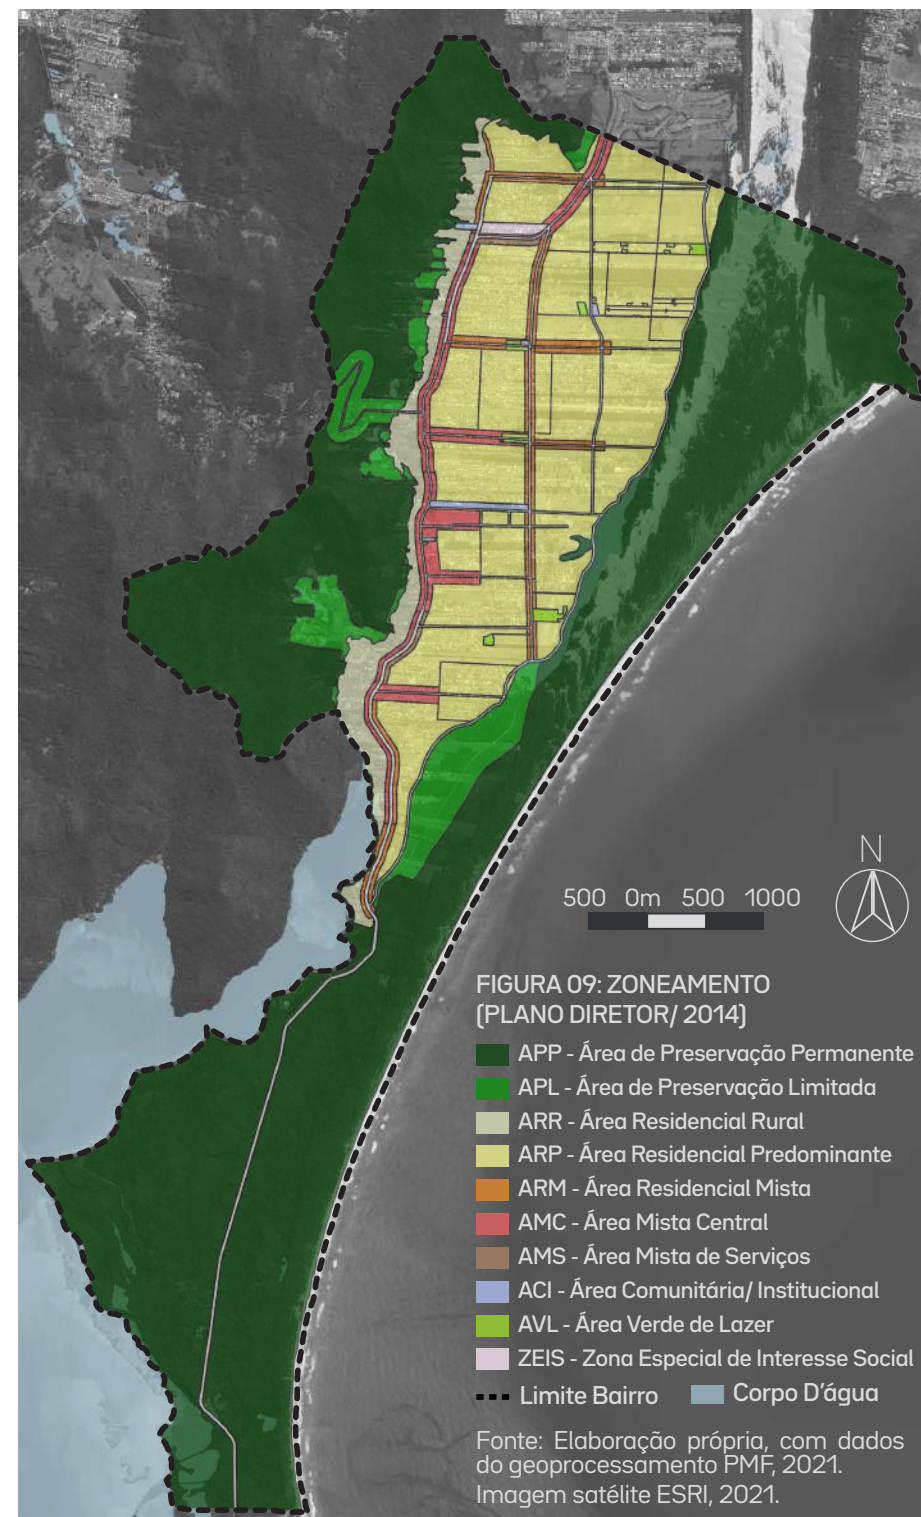 N
500 0m 500 1000
FIGURA 09: ZONEAMENTO
(PLANO DIRETOR/ 2014)
APP - Área de Preservação Permanente
APL - Área de Preservação Limitada
ARR - Área Residencial Rural
ARP - Área Residencial Predominante
ARM - Área Residencial Mista
AMC - Área Mista Central
AMS - Área Mista de Serviços
ACI - Área Comunitária/ Institucional
AVL - Área Verde de Lazer
ZEIS - Zona Especial de Interesse Social
Limite Bairro Corpo D'água
Fonte: Elaboração própria, com dados
do geoprocessamento PMF, 2021.
Imagem satélite ESRI, 2021.